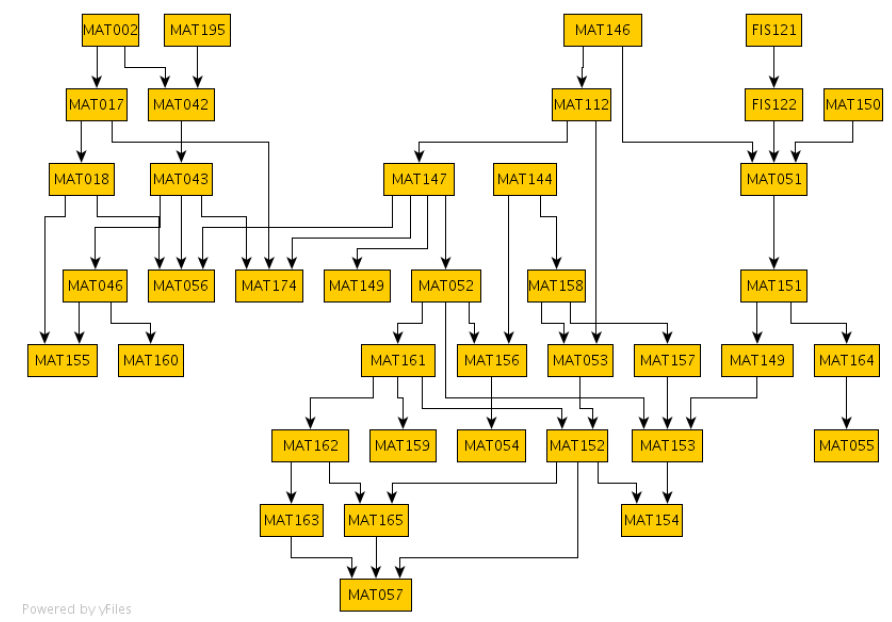 MAT002 MAT195 MAT146 FIS121
MAT017 MAT042 MAT112 FIS122 MAT150
MAT018 MAT043 MAT147 MAT144 MAT051
MAT046 MAT056 MAT174 MAT149 MAT052 MAT158 MAT151
MAT155 MAT160 MAT161 MAT156 MAT053 MAT157 MAT149 MAT164
MAT162 MAT159 MAT054 MAT152 MAT153 MAT055
MAT163 MAT165 MAT154
MAT057
Powered by yFiles